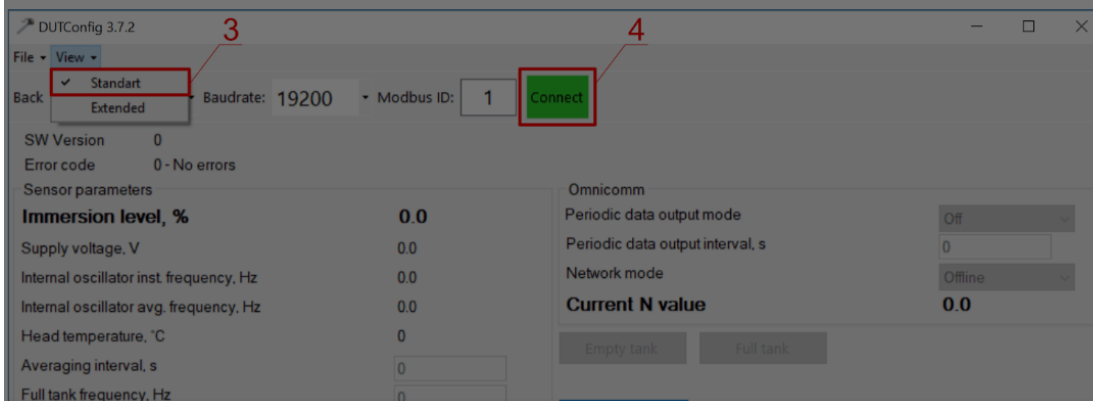 DUTConfig 3.7.2
3
4
File View
Standart
Extended
Back Baudrate: 19200 Modbus ID: 1 Connect
SW Version 0
Error code 0 - No errors
Sensor parameters
Immersion level, % 0.0
Supply voltage, V 0.0
Internal oscillator inst. frequency, Hz 0.0
Internal oscillator avg. frequency, Hz 0.0
Head temperature, °C 0
Averaging interval, s 0
Full tank frequency, Hz 0
Omnicomm
Periodic data output mode Off
Periodic data output interval, s 0
Network mode Offline
Current N value 0.0
Empty tank Full tank